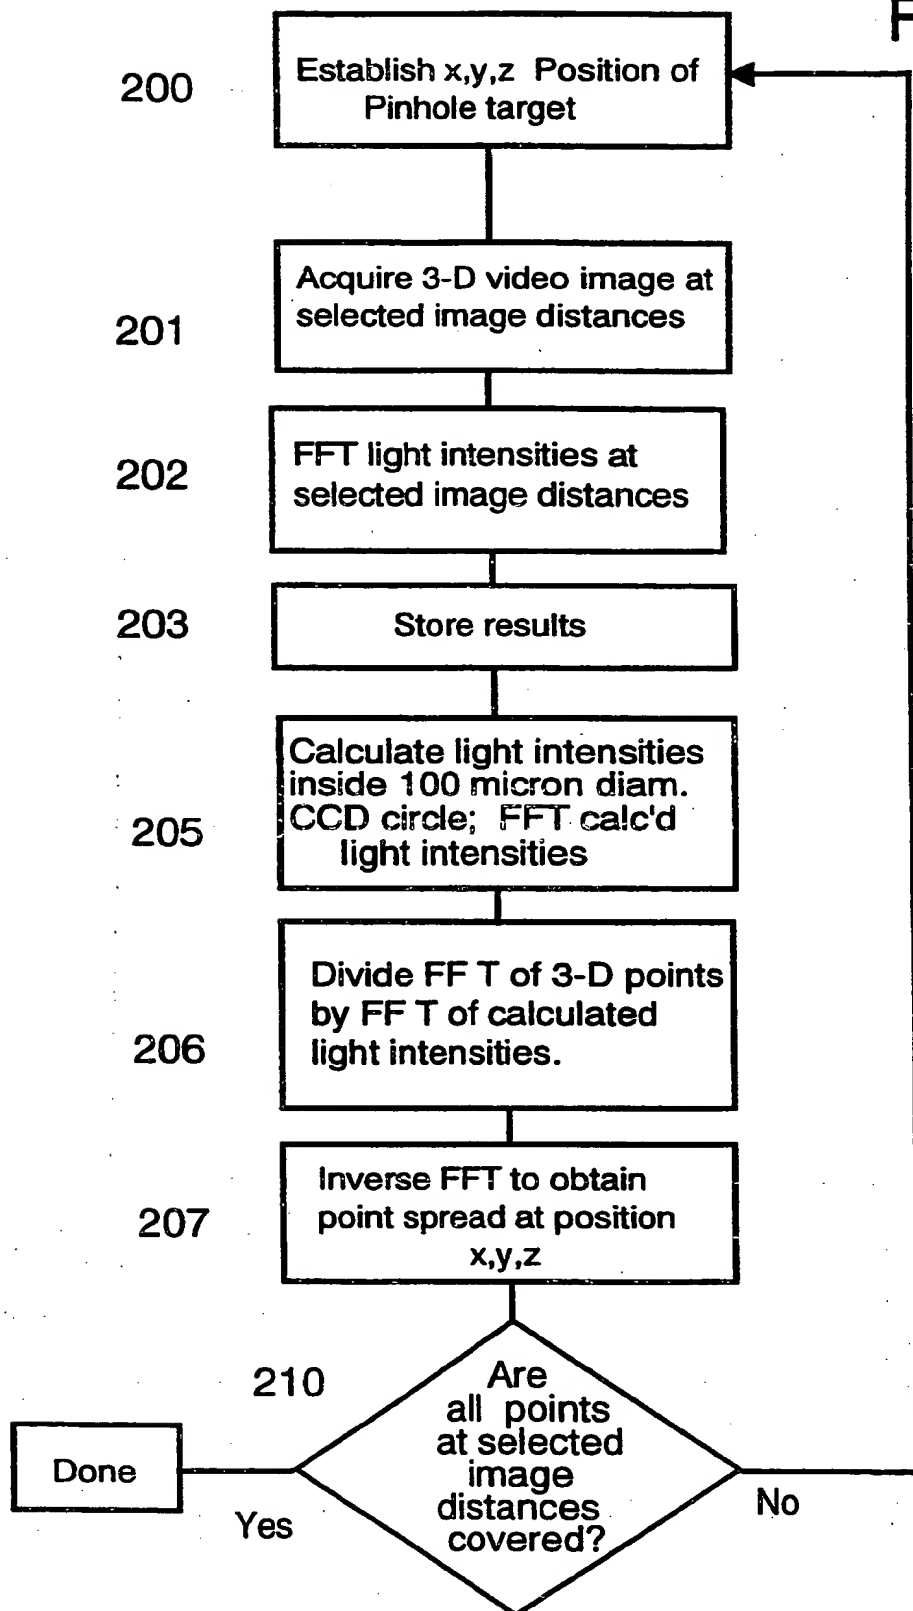 F
200
Establish x,y,z Position of
Pinhole target
201
Acquire 3-D video image at
selected image distances
202
FFT light intensities at
selected image distances
203
Store results
205
Calculate light intensities
inside 100 micron diam.
CCD circle; FFT calc'd
light intensities
206
Divide FF T of 3-D points
by FF T of calculated
light intensities.
207
Inverse FFT to obtain
point spread at position
x,y,z
210
Are
all points
at selected
image
distances
covered?
Done
Yes
No